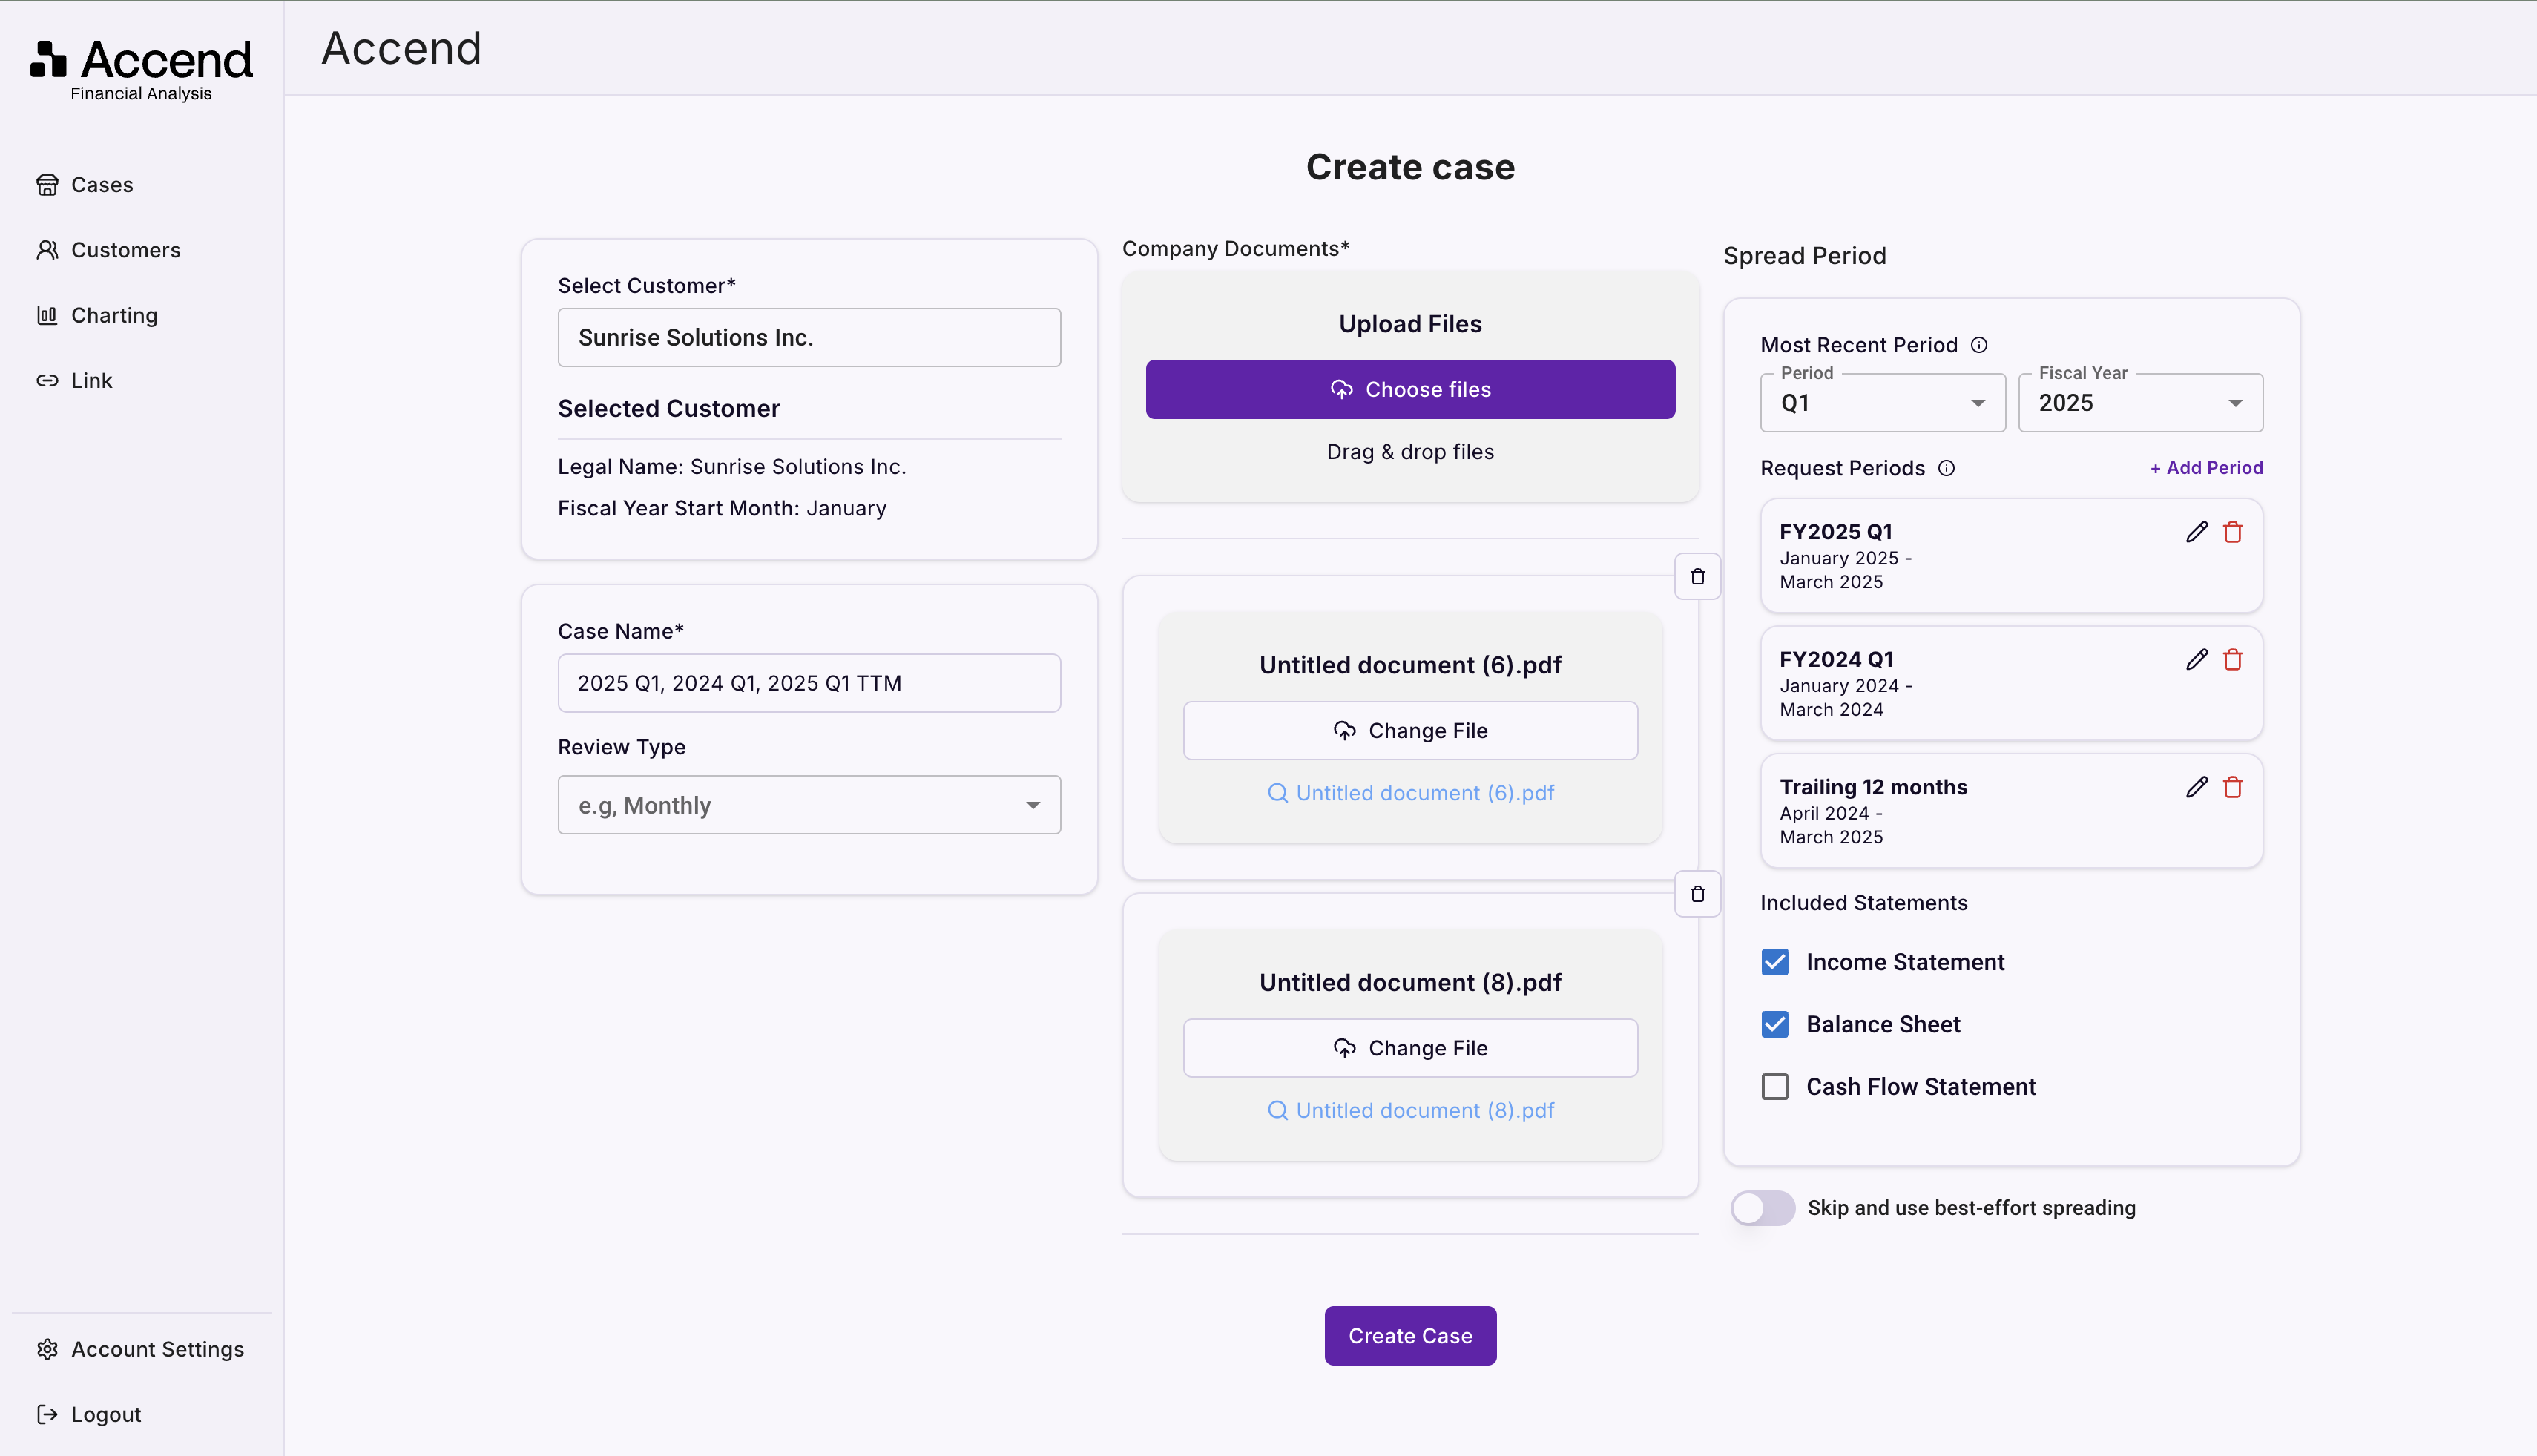 Accend
Financial Analysis
Cases
Customers
Charting
Link
Account Settings
Logout
Accend
Create case
Select Customer*
Sunrise Solutions Inc.
Selected Customer
Legal Name: Sunrise Solutions Inc.
Fiscal Year Start Month: January
Case Name*
2025 Q1, 2024 Q1, 2025 Q1 TTM
Review Type
e.g, Monthly
Company Documents*
Upload Files
Choose files
Drag & drop files
Untitled document (6).pdf
Change File
Untitled document (6).pdf
Untitled document (8).pdf
Change File
Untitled document (8).pdf
Create Case
Spread Period
Most Recent Period
Period
Q1
Fiscal Year
2025
Request Periods
+ Add Period
FY2025 Q1
January 2025 -
March 2025
FY2024 Q1
January 2024 -
March 2024
Trailing 12 months
April 2024 -
March 2025
Included Statements
Income Statement
Balance Sheet
Cash Flow Statement
Skip and use best-effort spreading